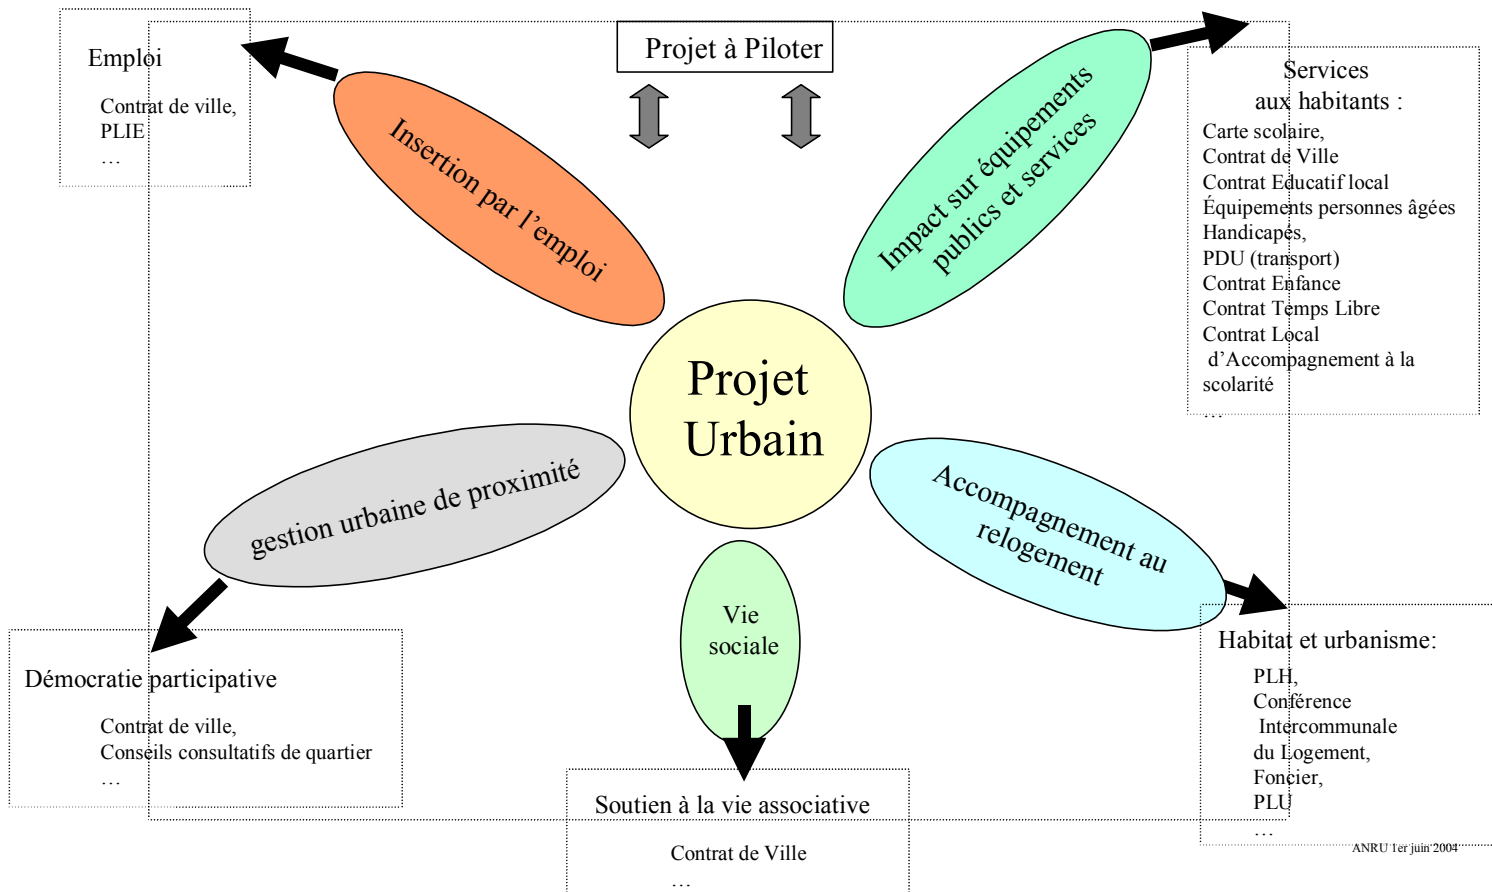 Projet à Piloter
Emploi
Contrat de ville,
PLIE
…
Insertion par l’emploi
Impact sur équipements
publics et services
Services
aux habitants :
Carte scolaire,
Contrat de Ville
Contrat Educatif local
Équipements personnes âgées
Handicapés,
PDU (transport)
Contrat Enfance
Contrat Temps Libre
Contrat Local
d’Accompagnement à la
scolarité
…
Projet
Urbain
gestion urbaine de proximité
Accompagnement au
relogement
Vie
sociale
Démocratie participative
Contrat de ville,
Conseils consultatifs de quartier
…
Habitat et urbanisme:
PLH,
Conférence
Intercommunale
du Logement,
Foncier,
PLU
…
Soutien à la vie associative
Contrat de Ville
…
ANRU 1er juin 2004